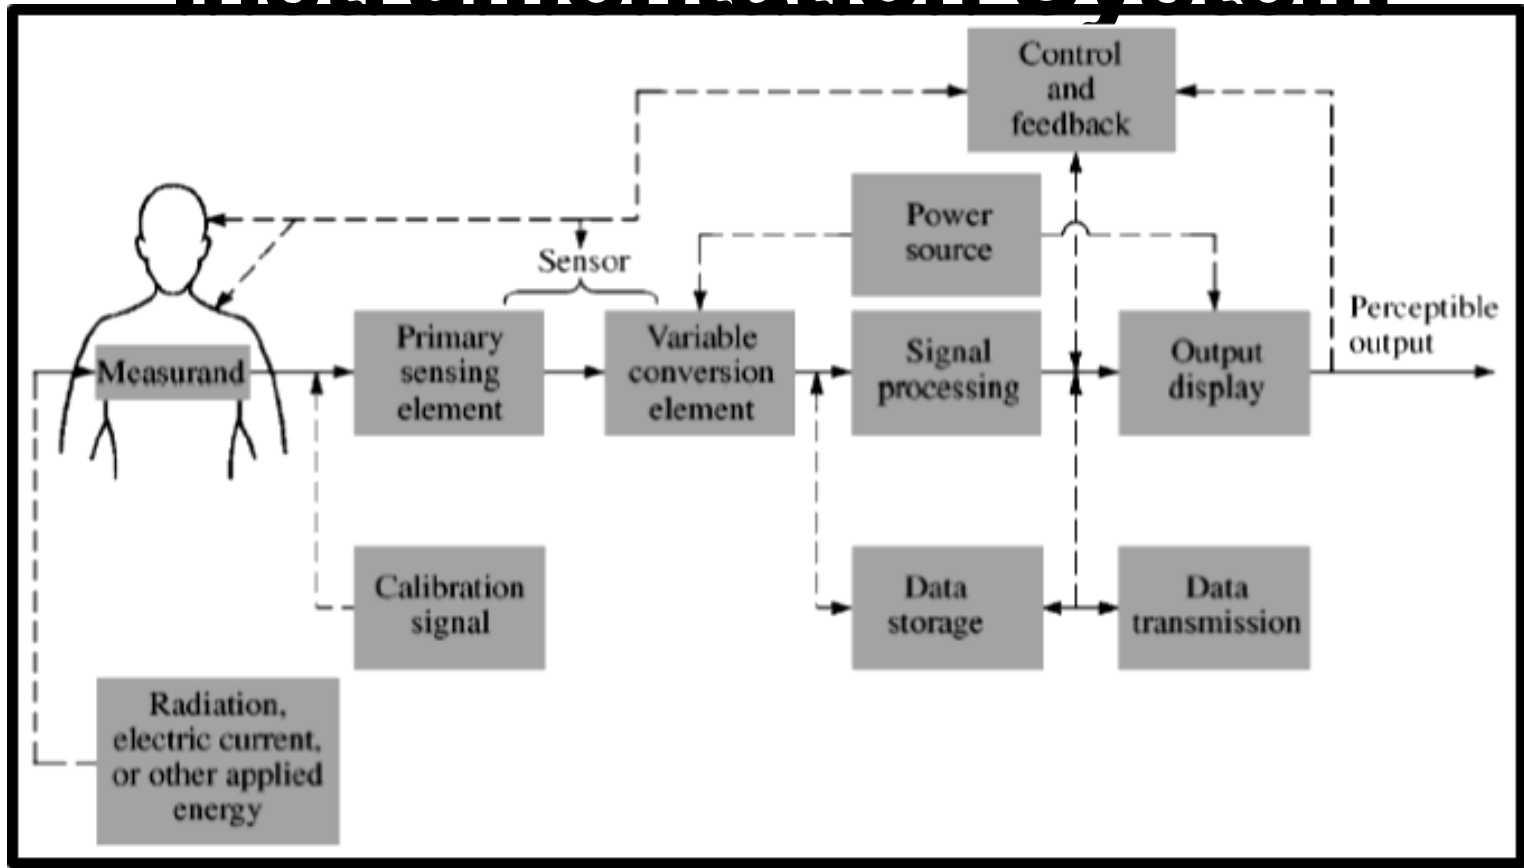 Control
and
feedback
Power
source
Sensor
Perceptible
output
Measurand
Primary
sensing
element
Variable
conversion
element
Signal
processing
Output
display
Calibration
signal
Data
storage
Data
transmission
Radiation,
electric current,
or other applied
energy